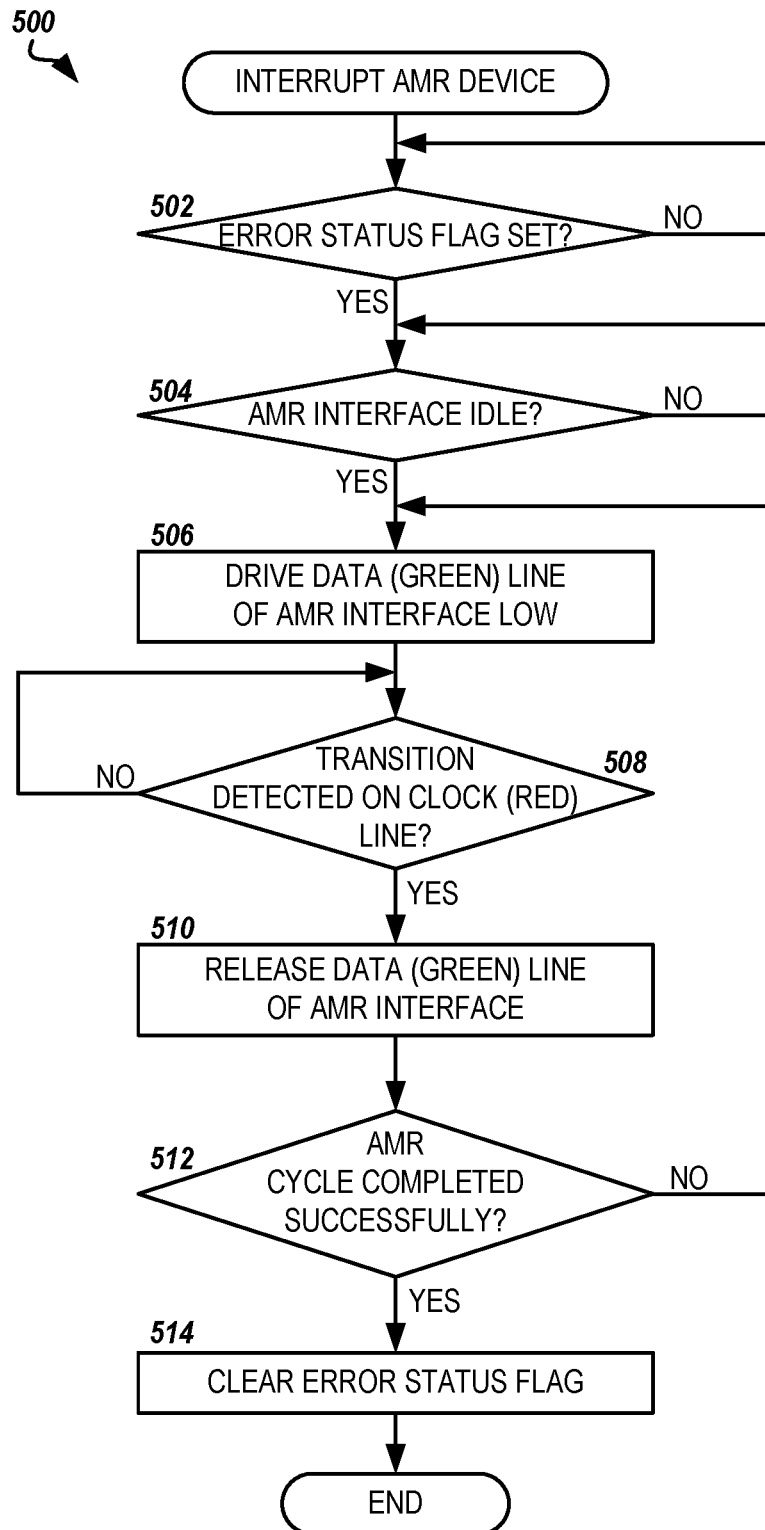 500
INTERRUPT AMR DEVICE
502
ERROR STATUS FLAG SET?
NO
YES
504
AMR INTERFACE IDLE?
NO
YES
506
DRIVE DATA (GREEN) LINE
OF AMR INTERFACE LOW
TRANSITION
DETECTED ON CLOCK (RED)
LINE?
508
NO
YES
510
RELEASE DATA (GREEN) LINE
OF AMR INTERFACE
512
AMR
CYCLE COMPLETED
SUCCESSFULLY?
NO
YES
514
CLEAR ERROR STATUS FLAG
END